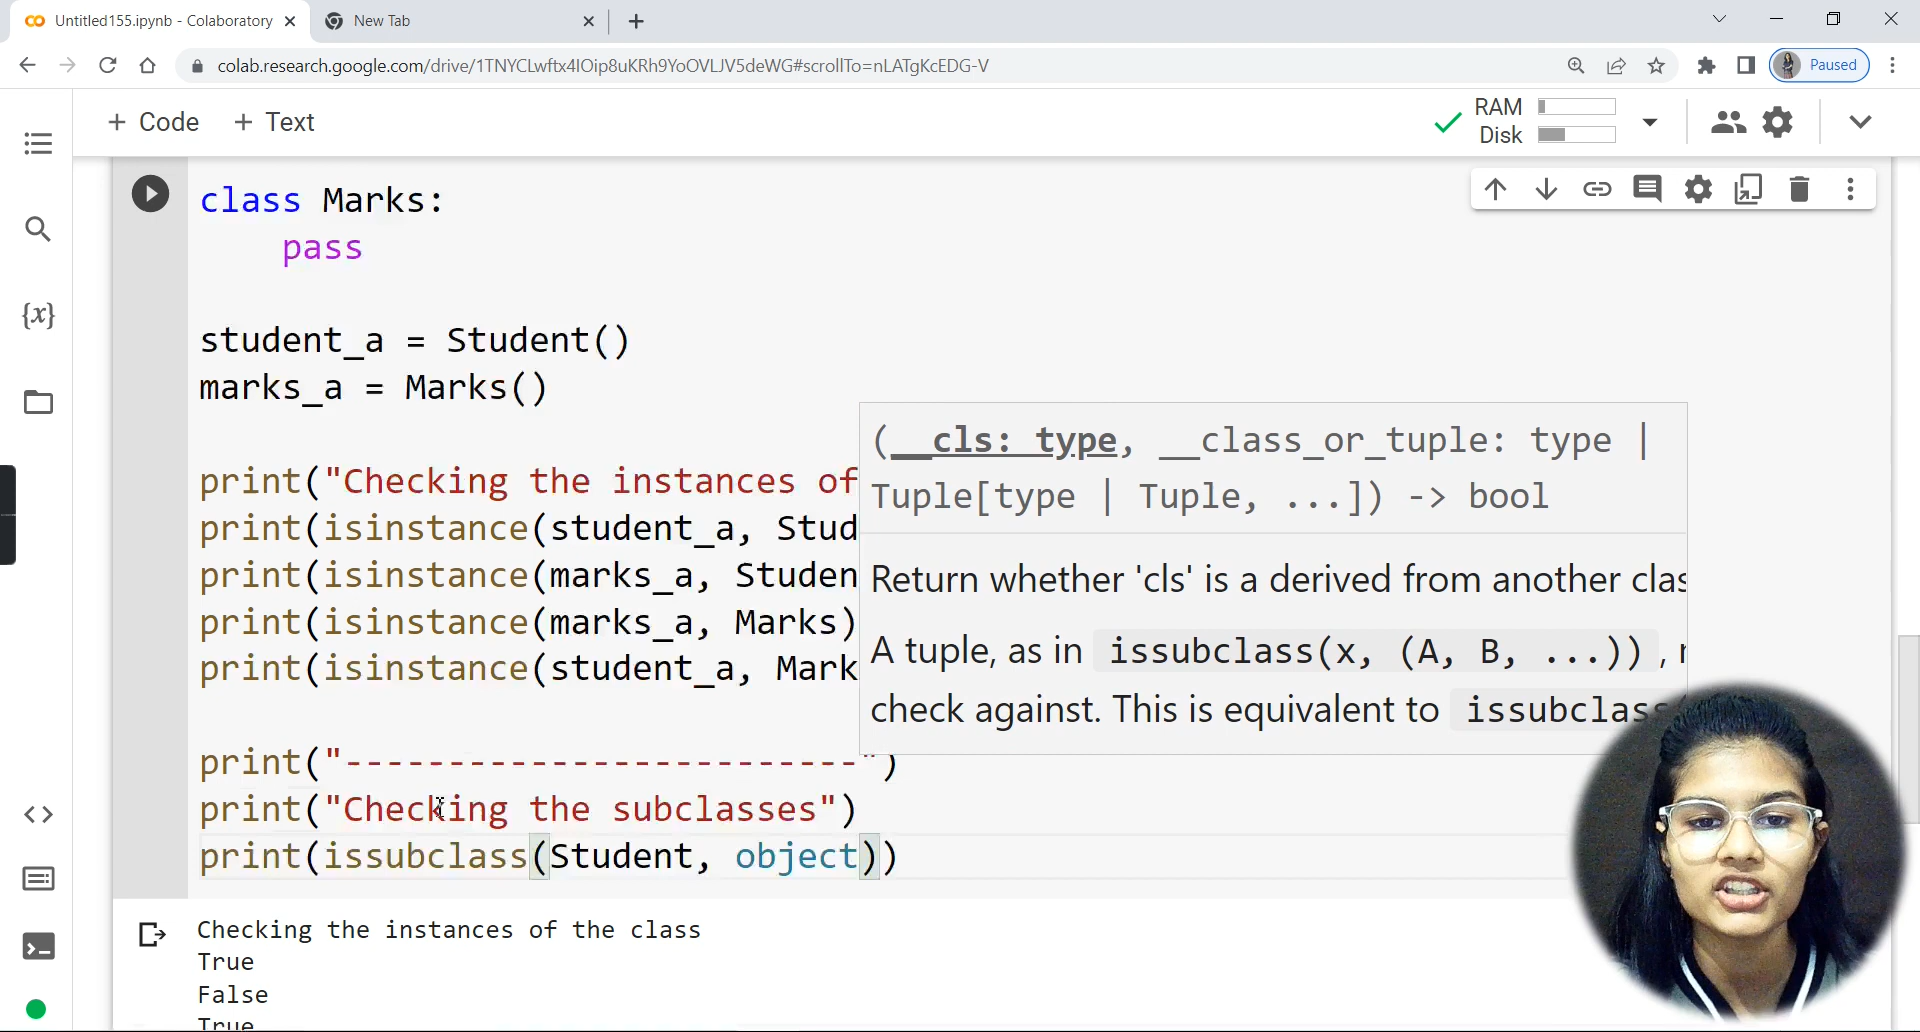 Untitled155.ipynb - Colaboratory
New Tab
colab.research.google.com/drive/1TNYCLwftx4IOip8uKRh9YoOVLJV5deWG#scrollTo=nLATgKcEDG-V
Paused
+ Code + Text
RAM
Disk
class Marks:
    pass
student_a = Student()
marks_a = Marks()
print("Checking the instances of
print(isinstance(student_a, Stud
print(isinstance(marks_a, Studen
print(isinstance(marks_a, Marks)
print(isinstance(student_a, Mark
(__cls: type, __class_or_tuple: type |
Tuple[type | Tuple, ...]) -> bool
Return whether 'cls' is a derived from another clas
A tuple, as in issubclass(x, (A, B, ...)),
check against. This is equivalent to issubclass
print("-------------------------")
print("Checking the subclasses")
print(issubclass(Student, object))
{x}
Checking the instances of the class
True
False
True